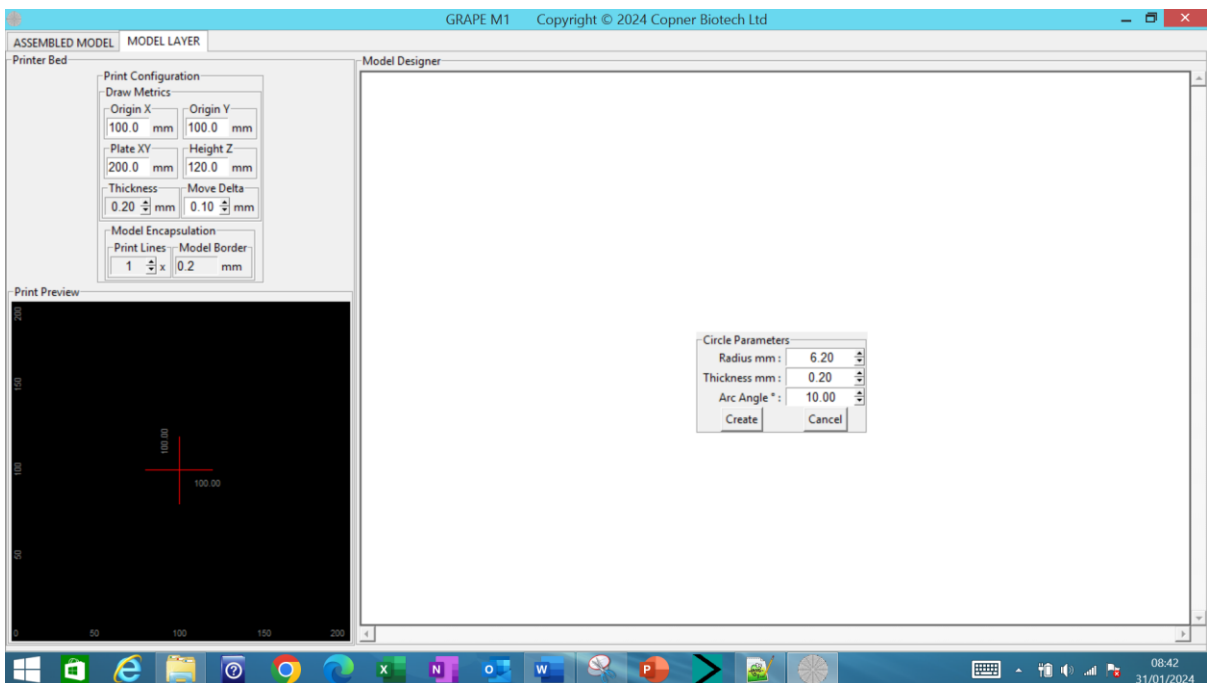 GRAPE M1 Copyright © 2024 Copner Biotech Ltd
ASSEMBLED MODEL MODEL LAYER
Printer Bed
Print Configuration
Draw Metrics
Origin X Origin Y
100.0 mm 100.0 mm
Plate XY Height Z
200.0 mm 120.0 mm
Thickness Move Delta
0.20 mm 0.10 mm
Model Encapsulation
Print Lines Model Border
1 x 0.2 mm
Print Preview
200
150
100
50
100.00
100.00
0 50 100 150 200
Model Designer
Circle Parameters
Radius mm : 6.20
Thickness mm : 0.20
Arc Angle ° : 10.00
Create Cancel
08:42
31/01/2024